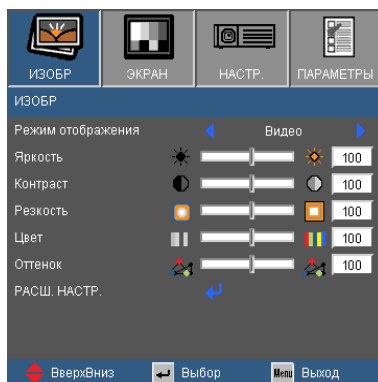 ИЗОБР ЭКРАН НАСТР. ПАРАМЕТРЫ
ИЗОБР
Режим отображения Видео
Яркость 100
Контраст 100
Резкость 100
Цвет 100
Оттенок 100
РАСШ. НАСТР.
ВверхВниз Выбор Menu Выход